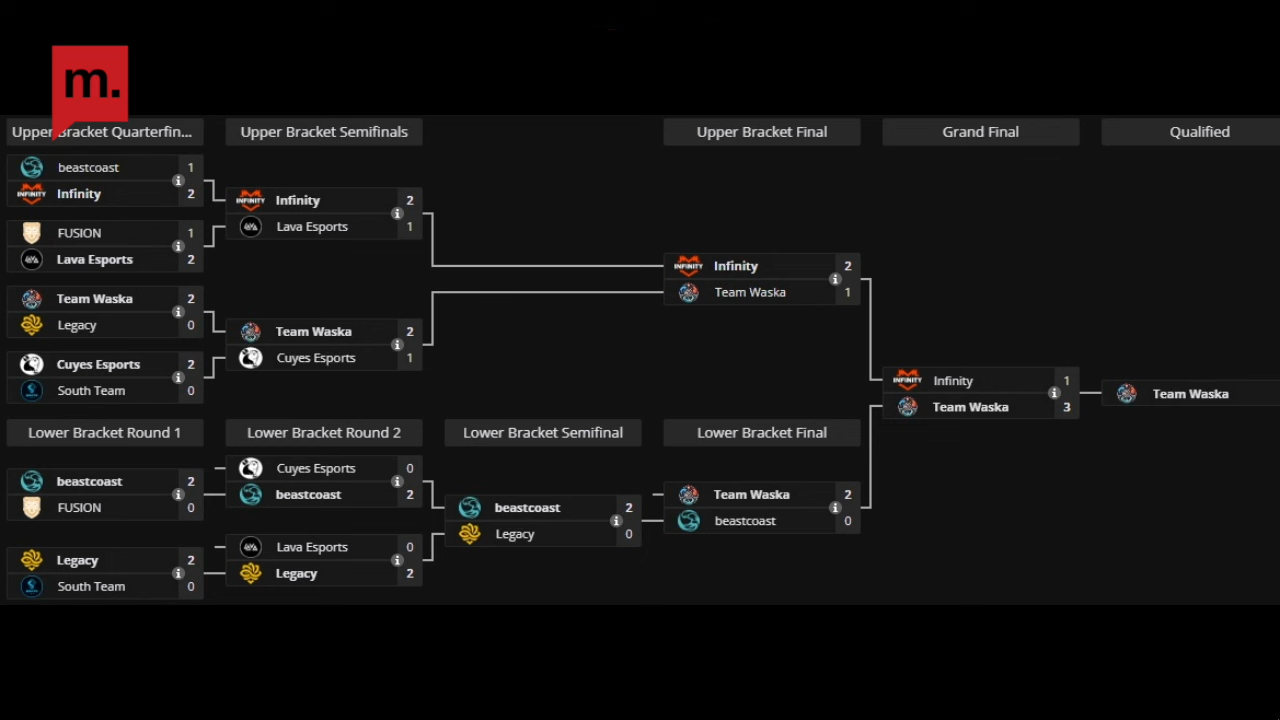 m.
Upper Bracket Quarterfin...
beastcoast 1
INFINITY Infinity 2
FUSION 1
Lava Esports 2
Team Waska 2
Legacy 0
Cuyes Esports 2
South Team 0
Upper Bracket Semifinals
INFINITY Infinity 2
Lava Esports 1
Team Waska 2
Cuyes Esports 1
Upper Bracket Final
INFINITY Infinity 2
Team Waska 1
Grand Final
INFINITY Infinity 1
Team Waska 3
Qualified
Team Waska
Lower Bracket Round 1
beastcoast 2
FUSION 0
Legacy 2
South Team 0
Lower Bracket Round 2
Cuyes Esports 0
beastcoast 2
Lava Esports 0
Legacy 2
Lower Bracket Semifinal
beastcoast 2
Legacy 0
Lower Bracket Final
Team Waska 2
beastcoast 0